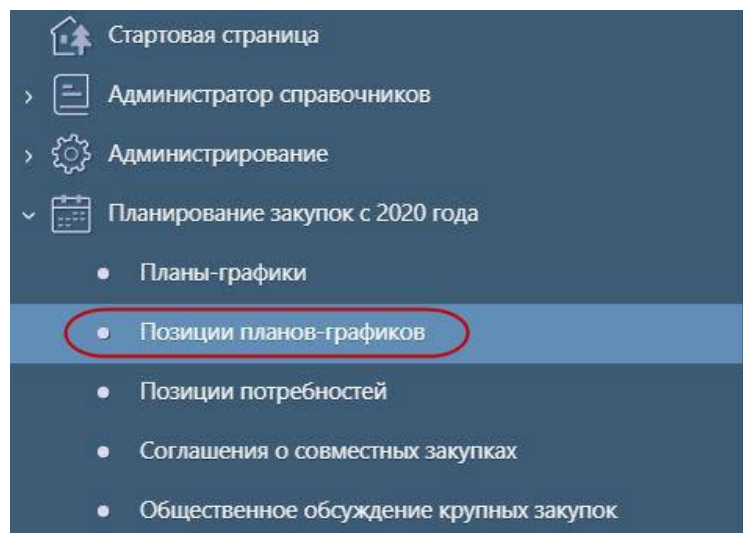 Стартовая страница
Администратор справочников
Администрирование
Планирование закупок с 2020 года
Планы-графики
Позиции планов-графиков
Позиции потребностей
Соглашения о совместных закупках
Общественное обсуждение крупных закупок